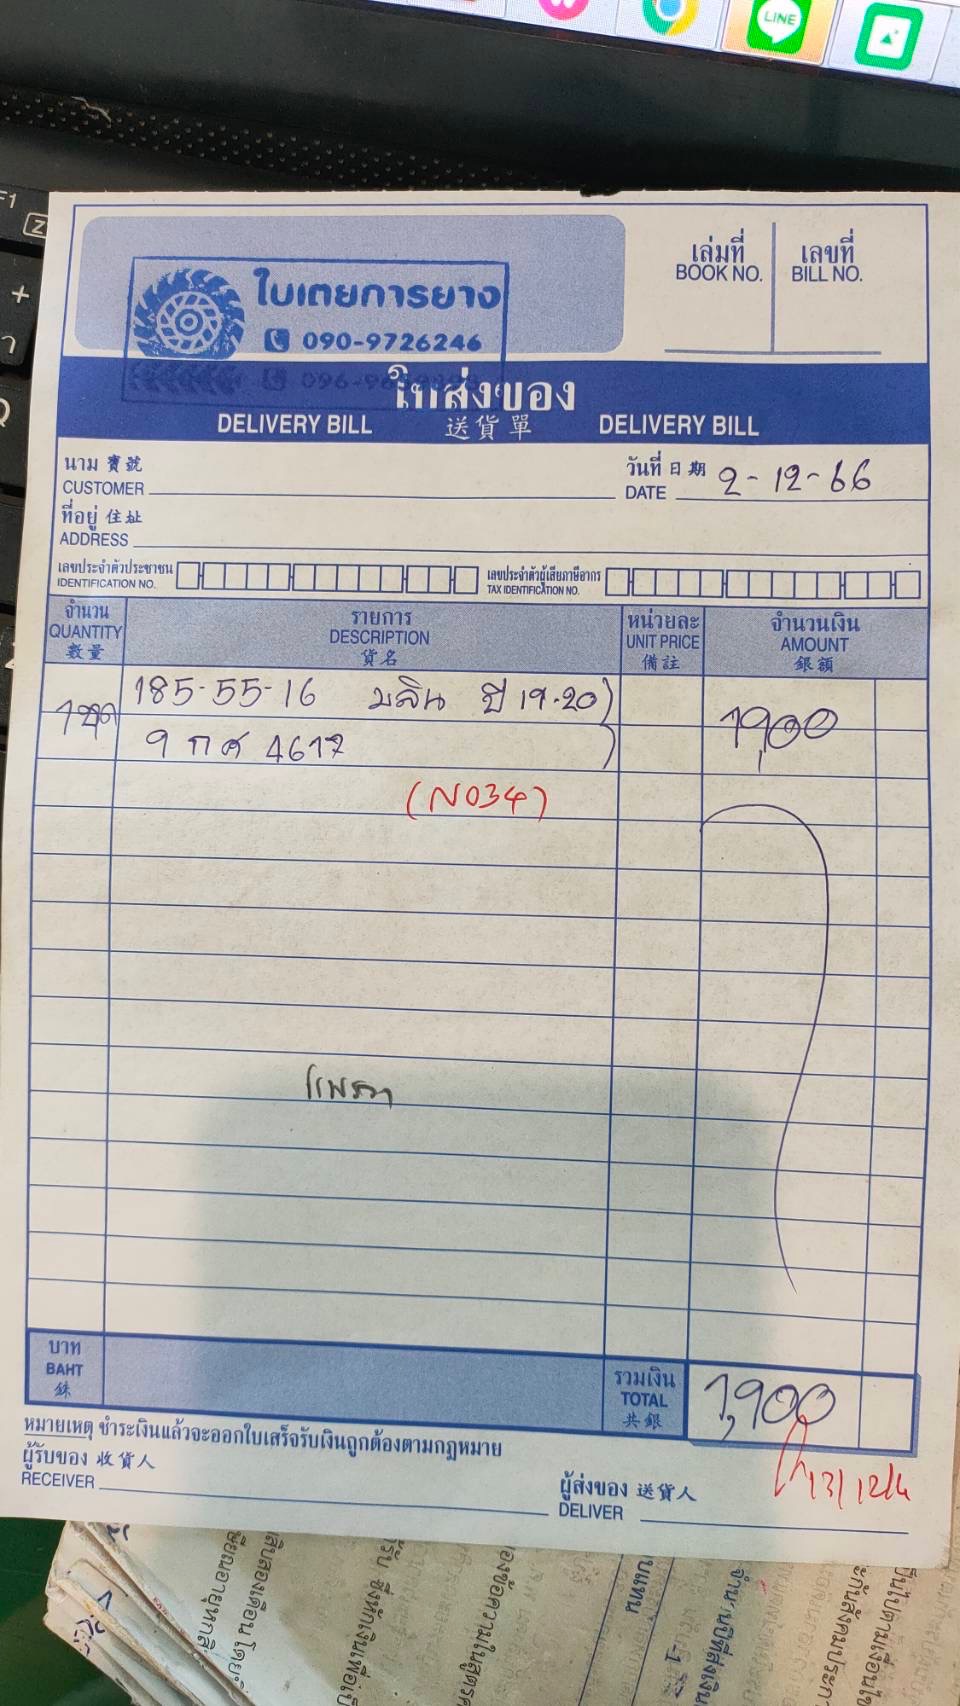 LINE
F1
ใบเตยการยาง
090-9726246
เล่มที่
BOOK NO.
เลขที่
BILL NO.
ใบส่งของ
DELIVERY BILL 送貨單 DELIVERY BILL
นาม 寶號
CUSTOMER
วันที่ 日期
DATE 2-12-66
ที่อยู่ 住址
ADDRESS
เลขประจำตัวประชาชน
IDENTIFICATION NO.
เลขประจำตัวผู้เสียภาษีอากร
TAX IDENTIFICATION NO.
จำนวน
QUANTITY
數量
รายการ
DESCRIPTION
貨名
หน่วยละ
UNIT PRICE
備註
จำนวนเงิน
AMOUNT
銀額
185-55-16 มลิน ปี 19-20)
9 กศ 4617 )
1,900
(N034)
บาท
BAHT
銖
รวมเงิน
TOTAL
共銀
1,900
หมายเหตุ ชำระเงินแล้วจะออกใบเสร็จรับเงินถูกต้องตามกฎหมาย
ผู้รับของ 收貨人
RECEIVER
ผู้ส่งของ 送貨人
DELIVER